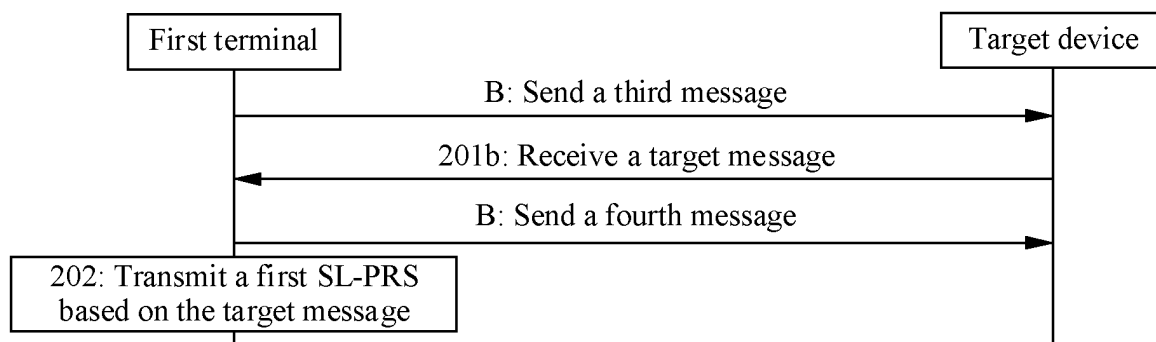 First terminal
Target device
B: Send a third message
201b: Receive a target message
B: Send a fourth message
202: Transmit a first SL-PRS
based on the target message